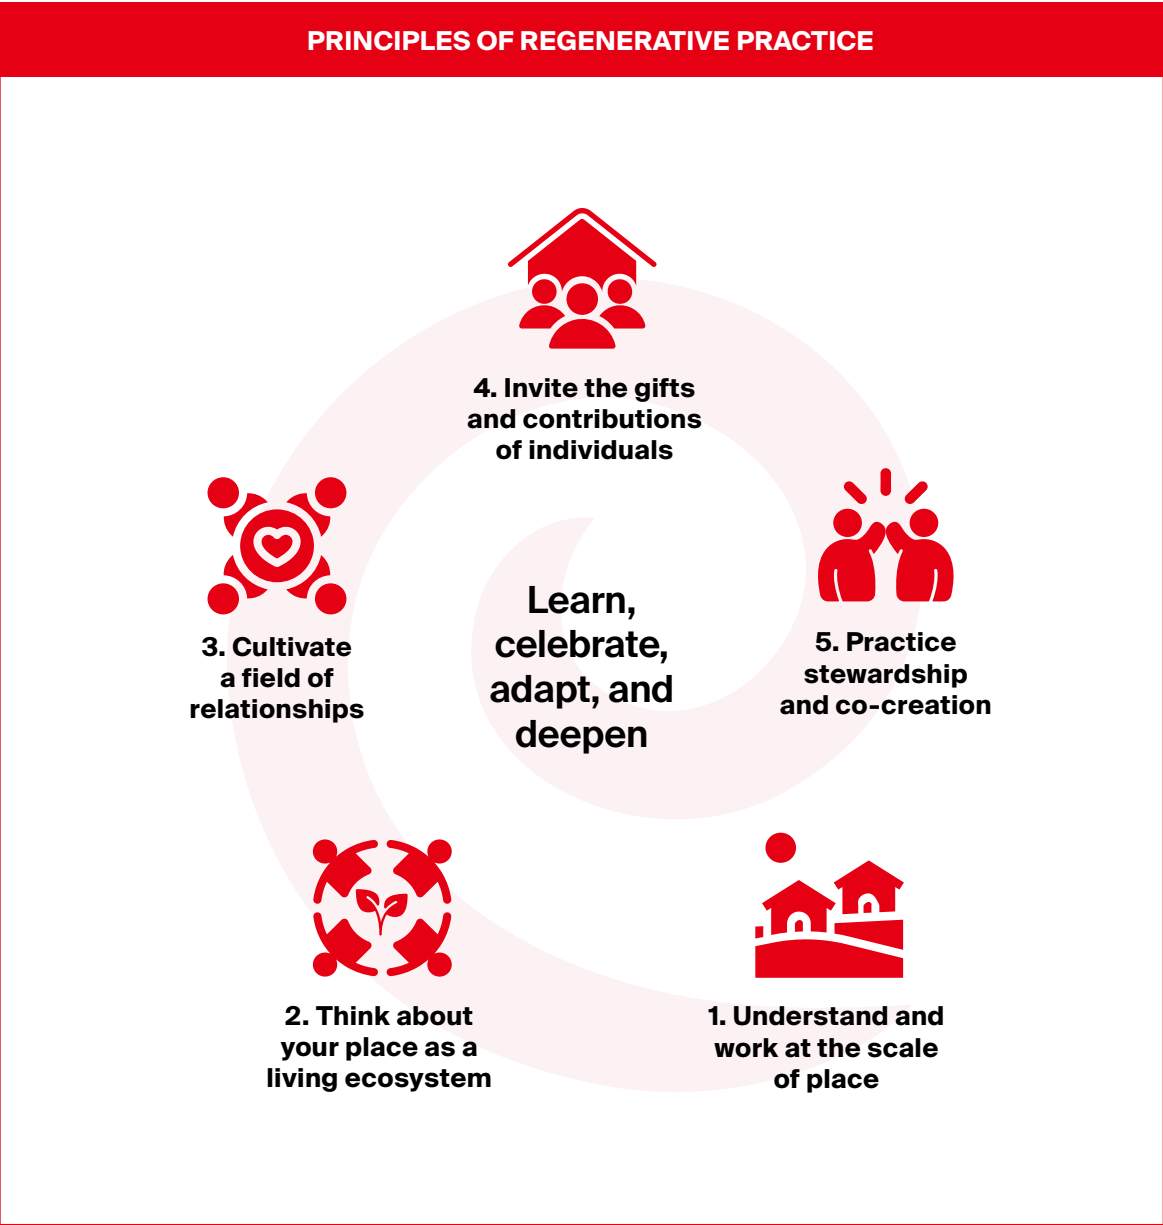 PRINCIPLES OF REGENERATIVE PRACTICE
4. Invite the gifts
and contributions
of individuals
3. Cultivate
a field of
relationships
Learn,
celebrate,
adapt, and
deepen
5. Practice
stewardship
and co-creation
2. Think about
your place as a
living ecosystem
1. Understand and
work at the scale
of place